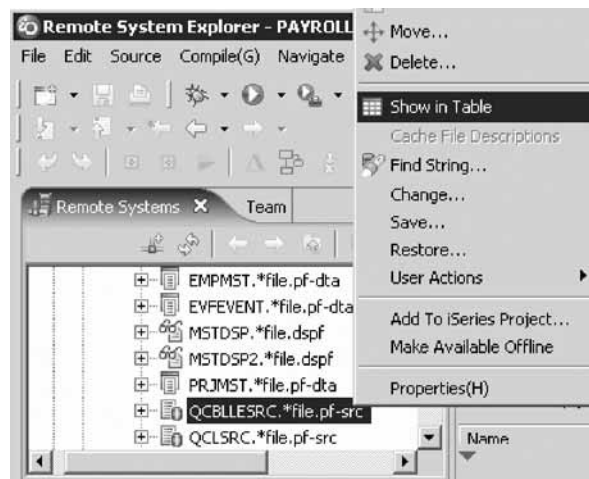 Remote System Explorer - PAYROLL
File Edit Source Compile(G) Navigate
Remote Systems Team
EMPMST.*file.pf-dta
EVFEVENT.*file.pf-dta
MSTDSP.*file.dspf
MSTDSP2.*file.dspf
PRJMST.*file.pf-dta
QCBLLESRC.*file.pf-src
QCLSRC.*file.pf-src
Move...
Delete...
Show in Table
Cache File Descriptions
Find String...
Change...
Save...
Restore...
User Actions
Add To iSeries Project...
Make Available Offline
Properties(H)
Name